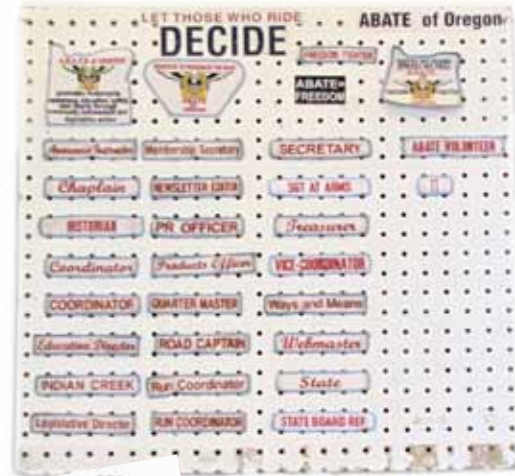 LET THOSE WHO RIDE
DECIDE
ABATE of Oregon
FREEDOM FIGHTER
ABATE=
FREEDOM
Membership Secretary
SECRETARY
ABATE VOLUNTEER
Chaplain
NEWSLETTER EDITOR
SGT AT ARMS
HISTORIAN
PR OFFICER
Treasurer
Coordinator
Products Officer
VICE-COORDINATOR
COORDINATOR
QUARTER MASTER
Ways and Means
Education Director
ROAD CAPTAIN
Webmaster
INDIAN CREEK
Run Coordinator
State
Legislative Director
RUN COORDINATOR
STATE BOARD REP